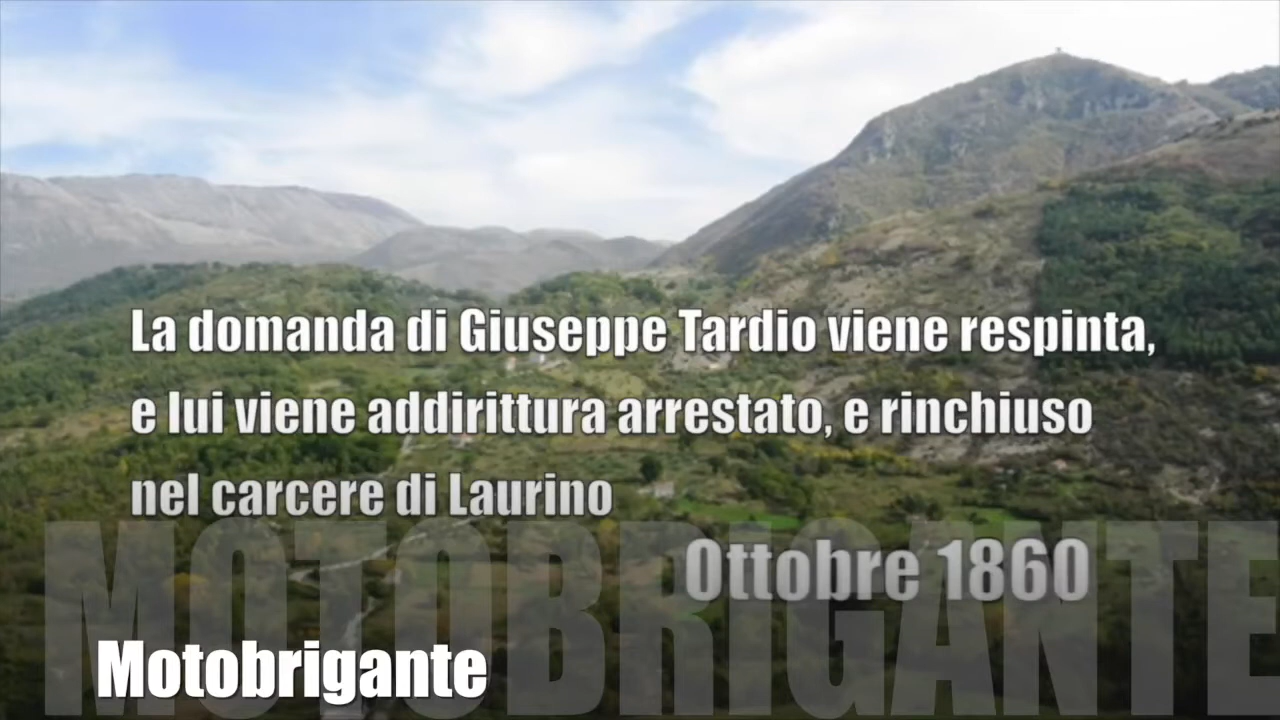 La domanda di Giuseppe Tardio viene respinta,
e lui viene addirittura arrestato, e rinchiuso
nel carcere di Laurino
Ottobre 1860
MOTOBRIGANTE
Motobrigante